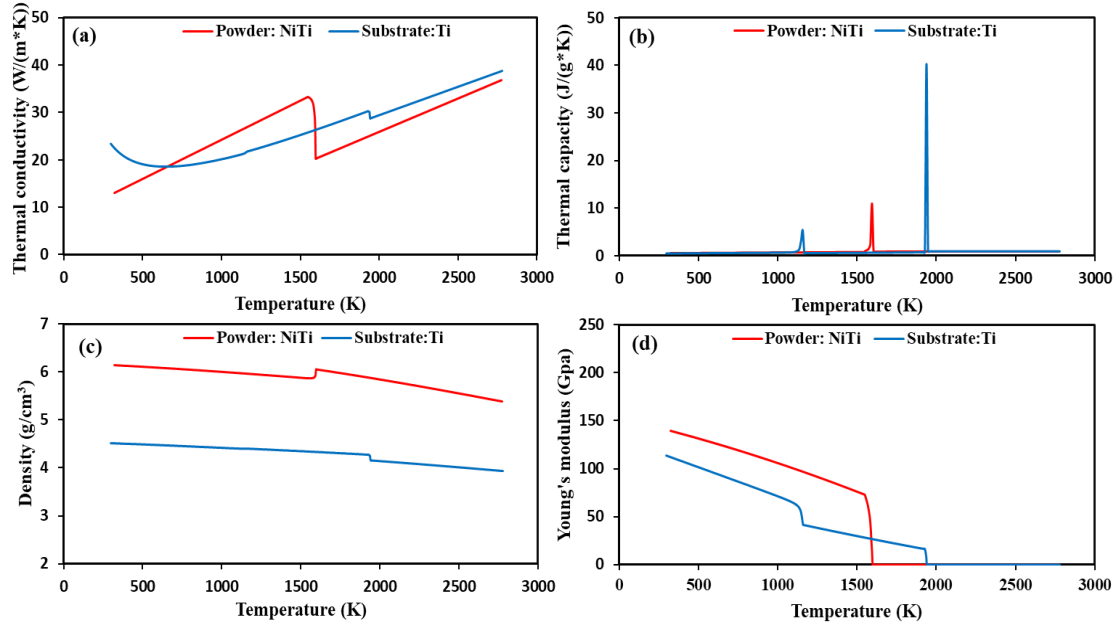 (a)
Powder: NiTi
Substrate:Ti
Thermal conductivity (W/(m*K)
50
40
30
20
10
0
0 500 1000 1500 2000 2500 3000
Temperature (K)
(b)
Powder: NiTi
Substrate:Ti
Thermal capacity (J/(g*K)
50
40
30
20
10
0
0 500 1000 1500 2000 2500 3000
Temperature (K)
(c)
Powder: NiTi
Substrate:Ti
Density (g/cm³)
7
6
5
4
3
2
0 500 1000 1500 2000 2500 3000
Temperature (K)
(d)
Powder: NiTi
Substrate:Ti
Young's modulus (Gpa)
250
200
150
100
50
0
0 500 1000 1500 2000 2500 3000
Temperature (K)